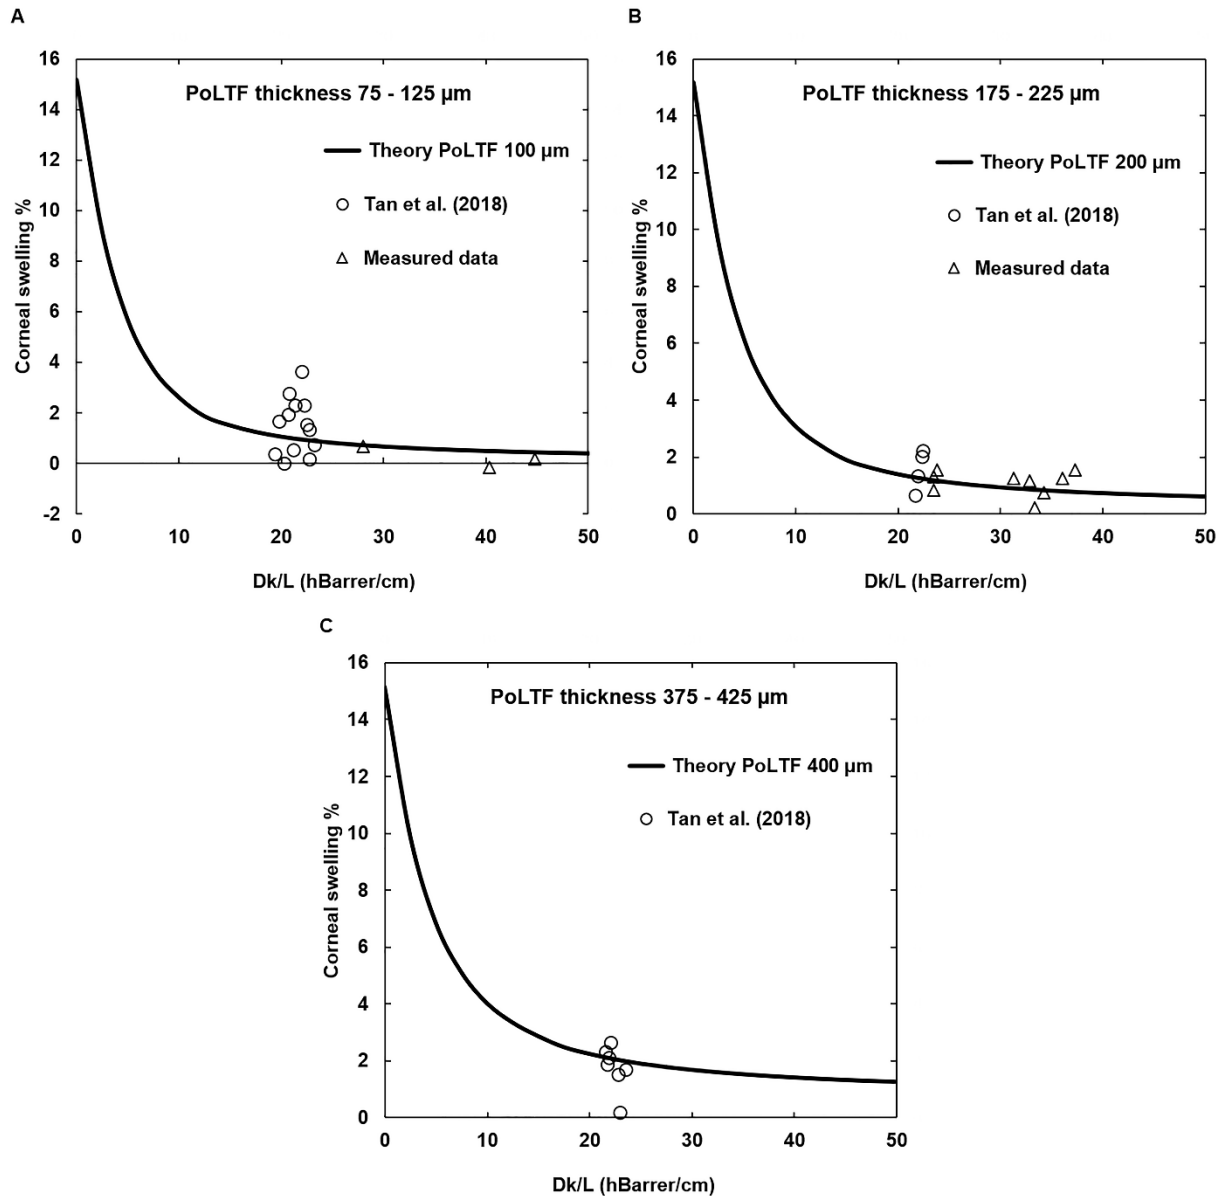 A
PoLTF thickness 75 - 125 µm
Theory PoLTF 100 µm
Tan et al. (2018)
Measured data
Corneal swelling %
16
14
12
10
8
6
4
2
0
-2
0 10 20 30 40 50
Dk/L (hBarrer/cm)
B
PoLTF thickness 175 - 225 µm
Theory PoLTF 200 µm
Tan et al. (2018)
Measured data
Corneal swelling %
16
14
12
10
8
6
4
2
0
0 10 20 30 40 50
Dk/L (hBarrer/cm)
C
PoLTF thickness 375 - 425 µm
Theory PoLTF 400 µm
Tan et al. (2018)
Corneal swelling %
16
14
12
10
8
6
4
2
0
0 10 20 30 40 50
Dk/L (hBarrer/cm)